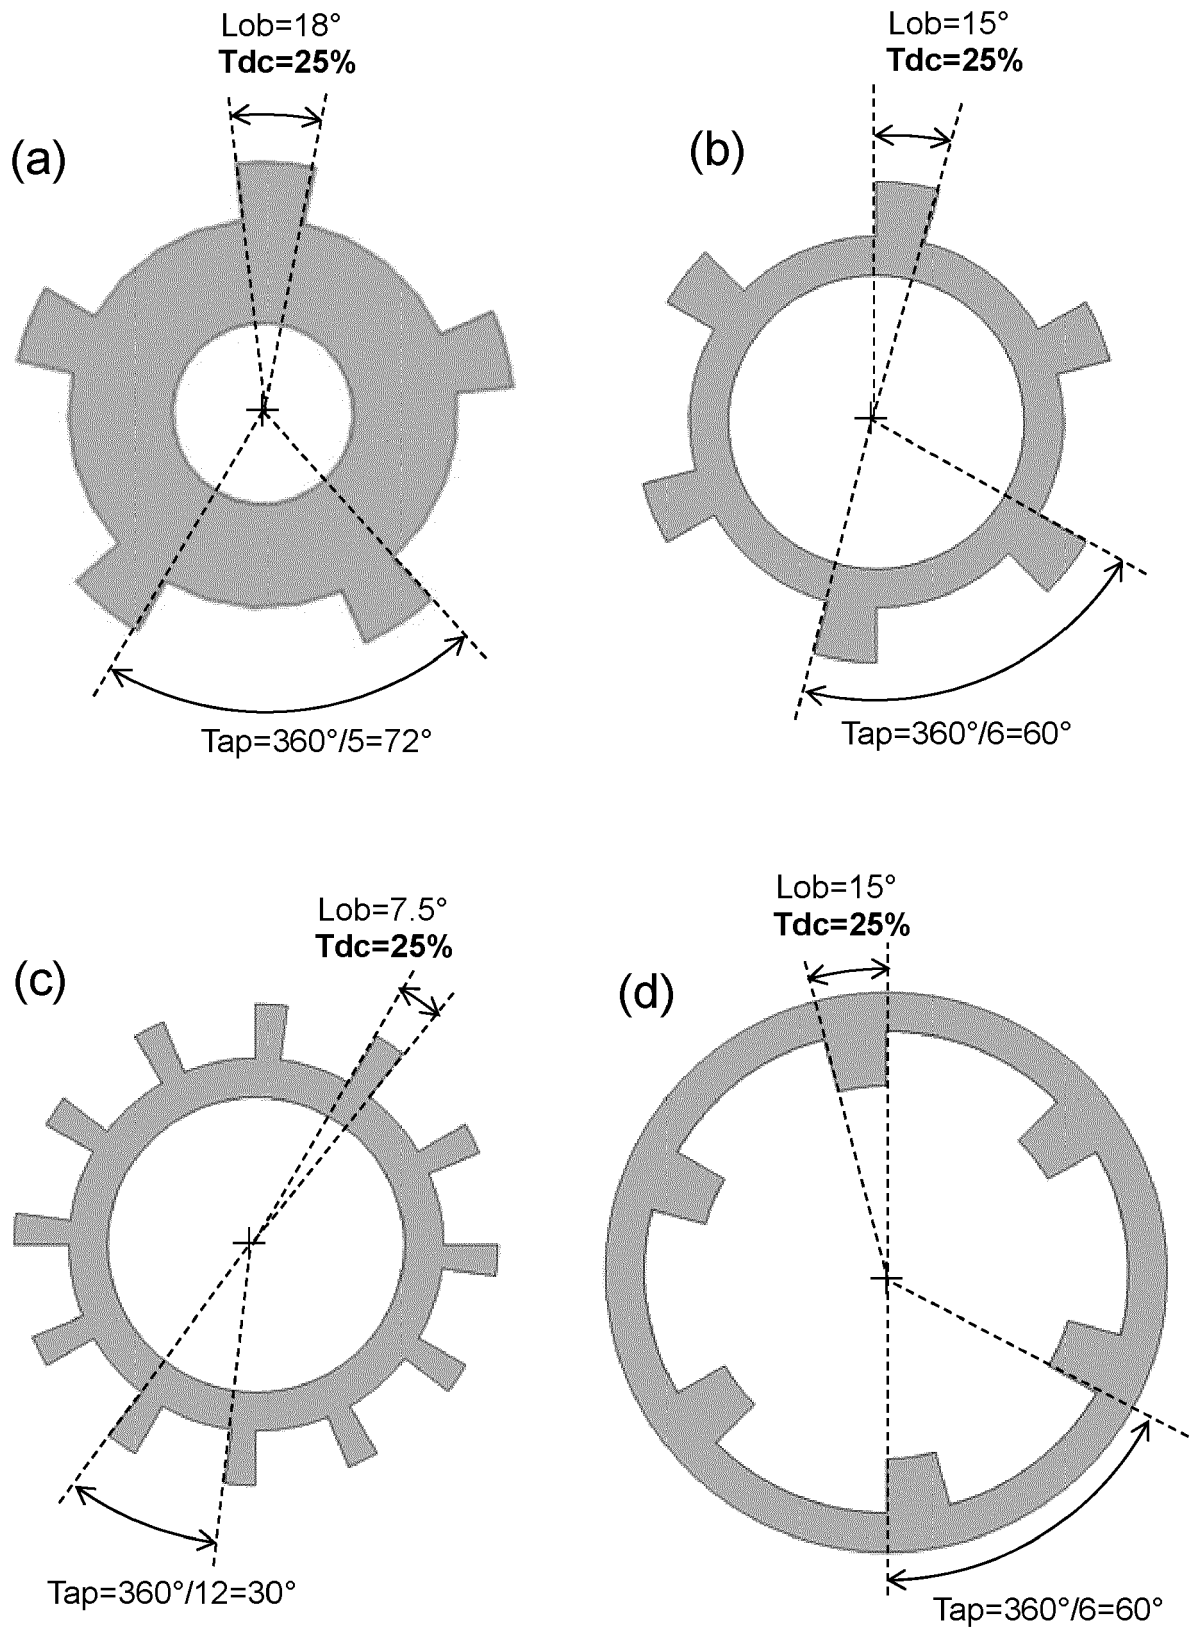 (a)
Lob=18°
Tdc=25%
Tap=360°/5=72°
(b)
Lob=15°
Tdc=25%
Tap=360°/6=60°
(c)
Lob=7.5°
Tdc=25%
Tap=360°/12=30°
(d)
Lob=15°
Tdc=25%
Tap=360°/6=60°